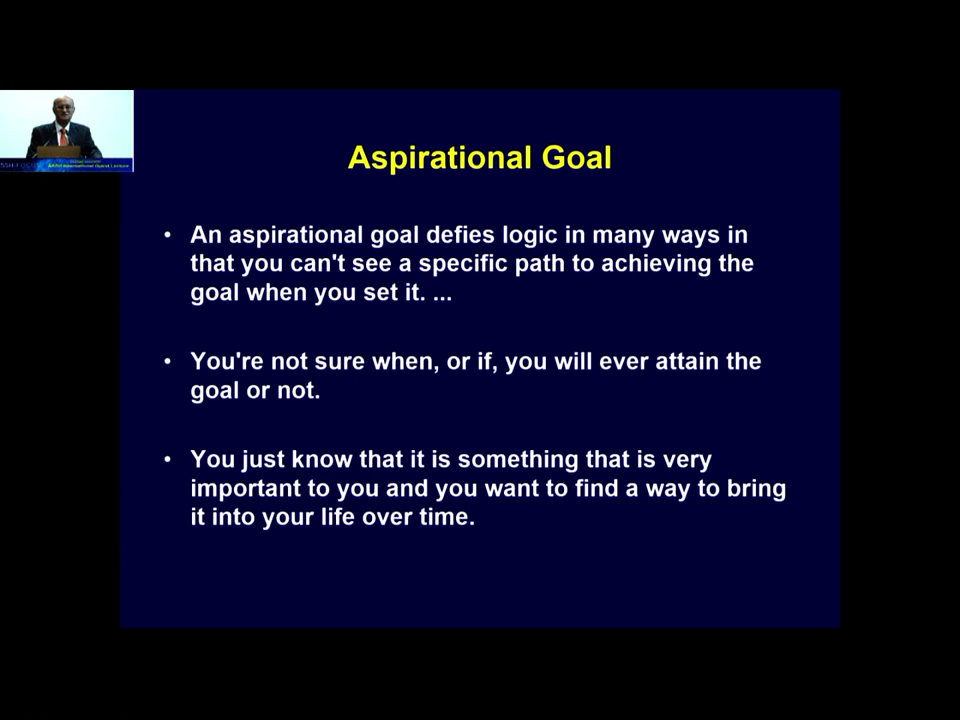 Aspirational Goal
• An aspirational goal defies logic in many ways in
that you can't see a specific path to achieving the
goal when you set it. ...
• You're not sure when, or if, you will ever attain the
goal or not.
• You just know that it is something that is very
important to you and you want to find a way to bring
it into your life over time.